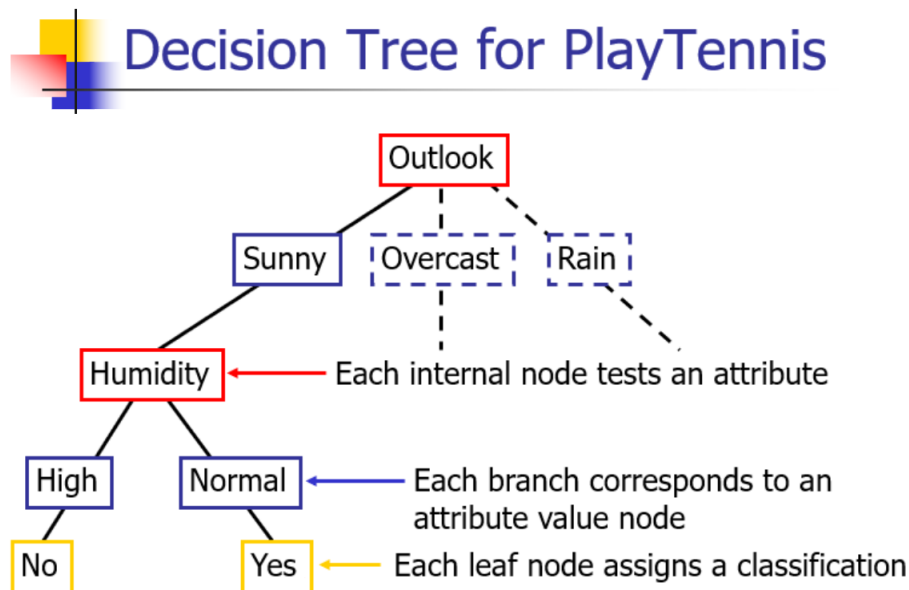 Decision Tree for PlayTennis
Outlook
Sunny
Overcast
Rain
Humidity
Each internal node tests an attribute
High
Normal
Each branch corresponds to an
attribute value node
No
Yes
Each leaf node assigns a classification